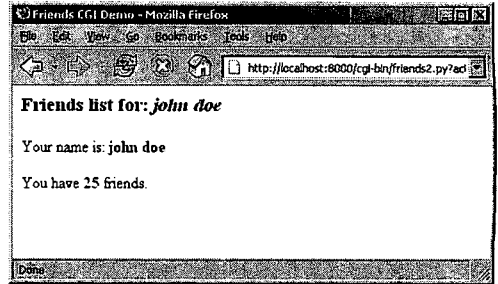 Friends CGI Demo - Mozilla Firefox
File Edit View Go Bookmarks Tools Help
http://localhost:8000/cgi-bin/friends2.py?ad
Friends list for: john doe
Your name is: john doe
You have 25 friends.
Done